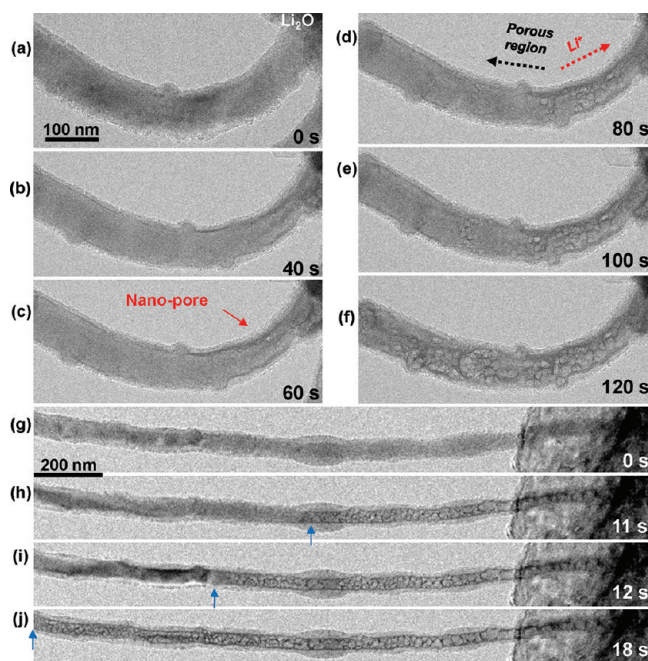 (a)
Li₂O
100 nm
0 s
(b)
40 s
(c)
Nano-pore
60 s
(d)
Porous
region
Li⁺
80 s
(e)
100 s
(f)
120 s
(g)
200 nm
0 s
(h)
11 s
(i)
12 s
(j)
18 s